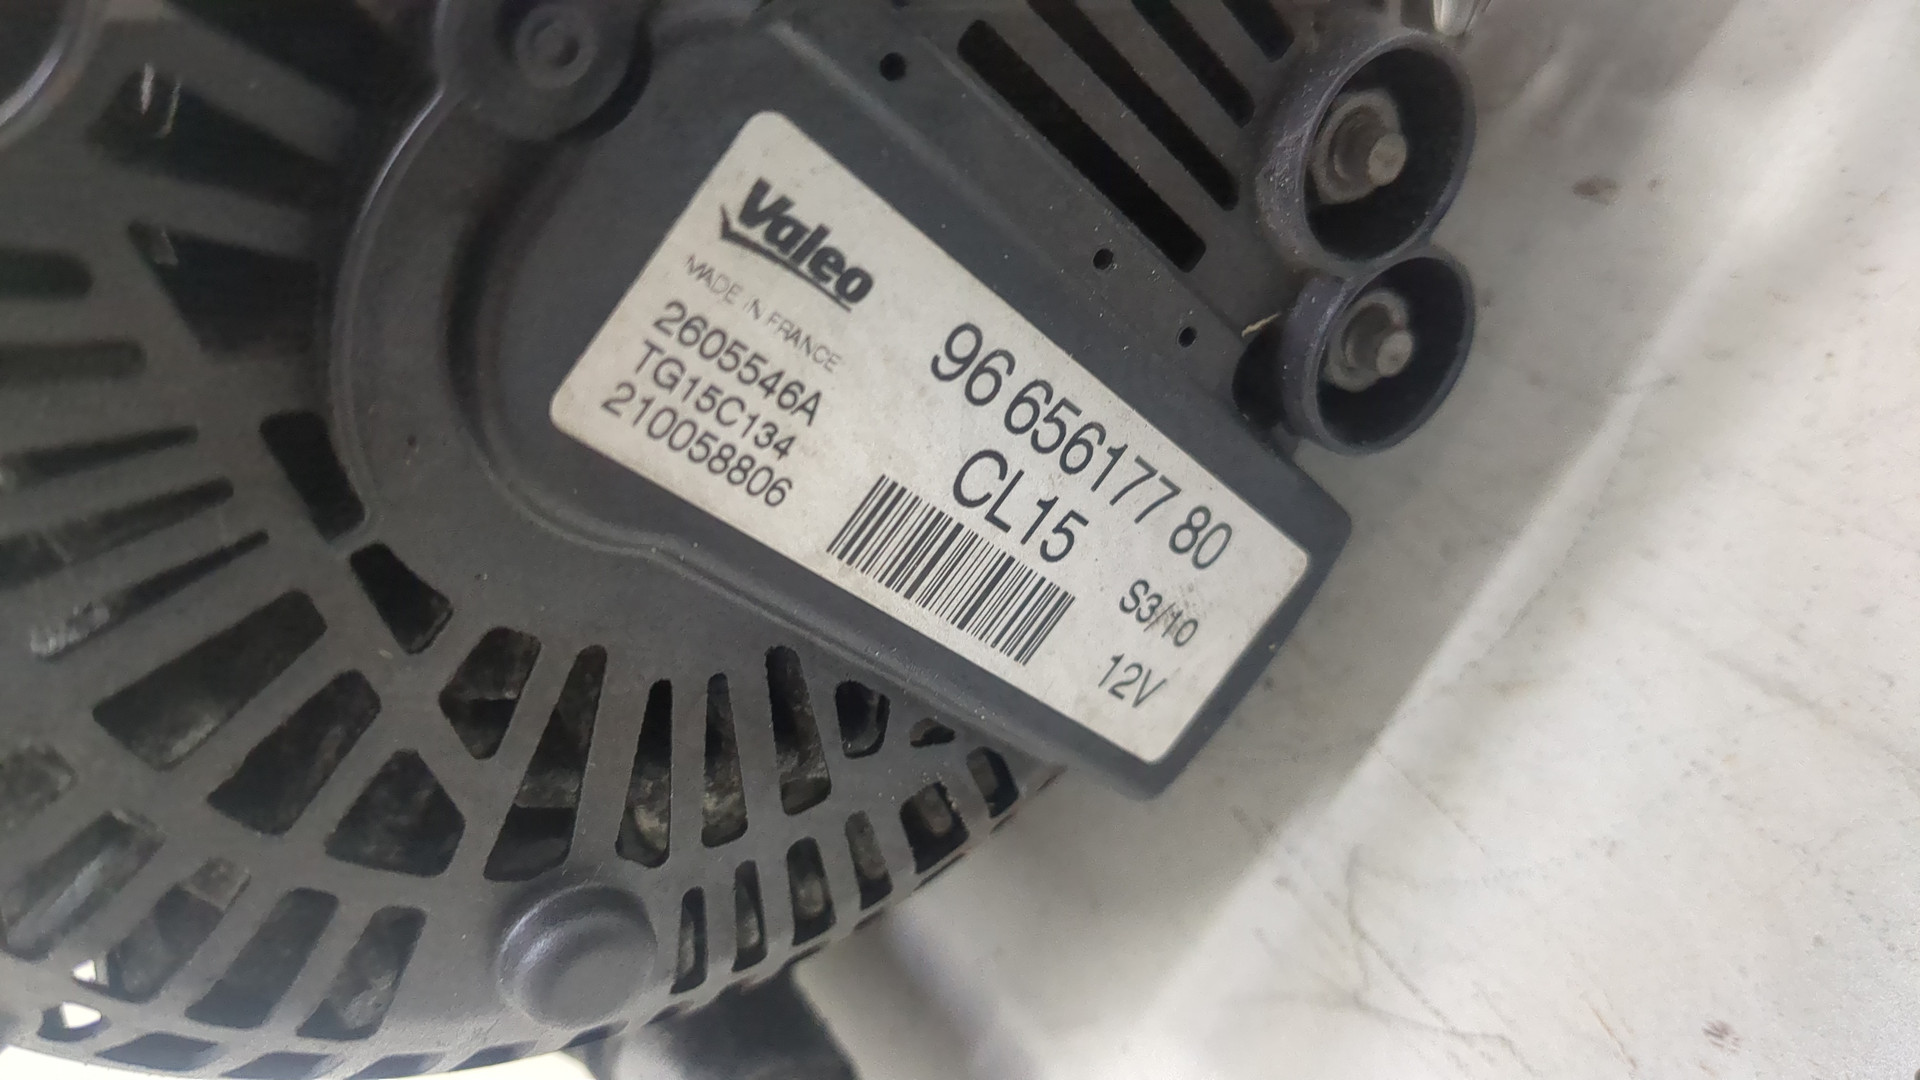 Valeo
MADE IN FRANCE
2605546A
TG15C134
210058806
96 656177 80
CL15
S3/10
12V